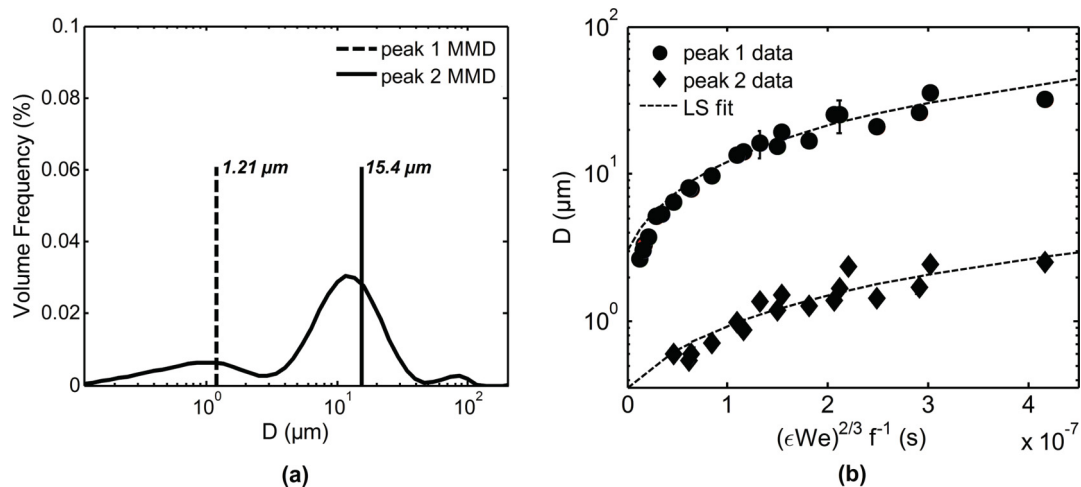 0.1
0.08
0.06
0.04
0.02
0
Volume Frequency (%)
peak 1 MMD
peak 2 MMD
1.21 µm
15.4 µm
10⁰
10¹
10²
D (µm)
(a)
10²
10¹
10⁰
D (µm)
peak 1 data
peak 2 data
LS fit
0
1
2
3
4
(ϵWe)^{2/3} f⁻¹ (s)
x 10⁻⁷
(b)